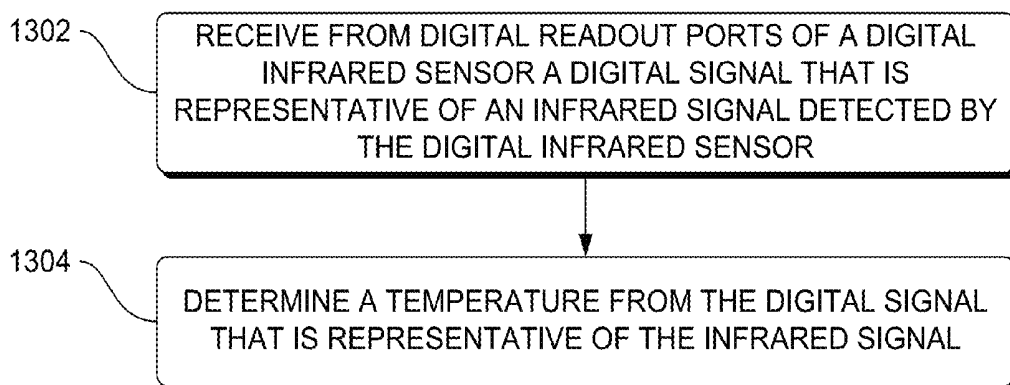 1302
RECEIVE FROM DIGITAL READOUT PORTS OF A DIGITAL
INFRARED SENSOR A DIGITAL SIGNAL THAT IS
REPRESENTATIVE OF AN INFRARED SIGNAL DETECTED BY
THE DIGITAL INFRARED SENSOR
1304
DETERMINE A TEMPERATURE FROM THE DIGITAL SIGNAL
THAT IS REPRESENTATIVE OF THE INFRARED SIGNAL.